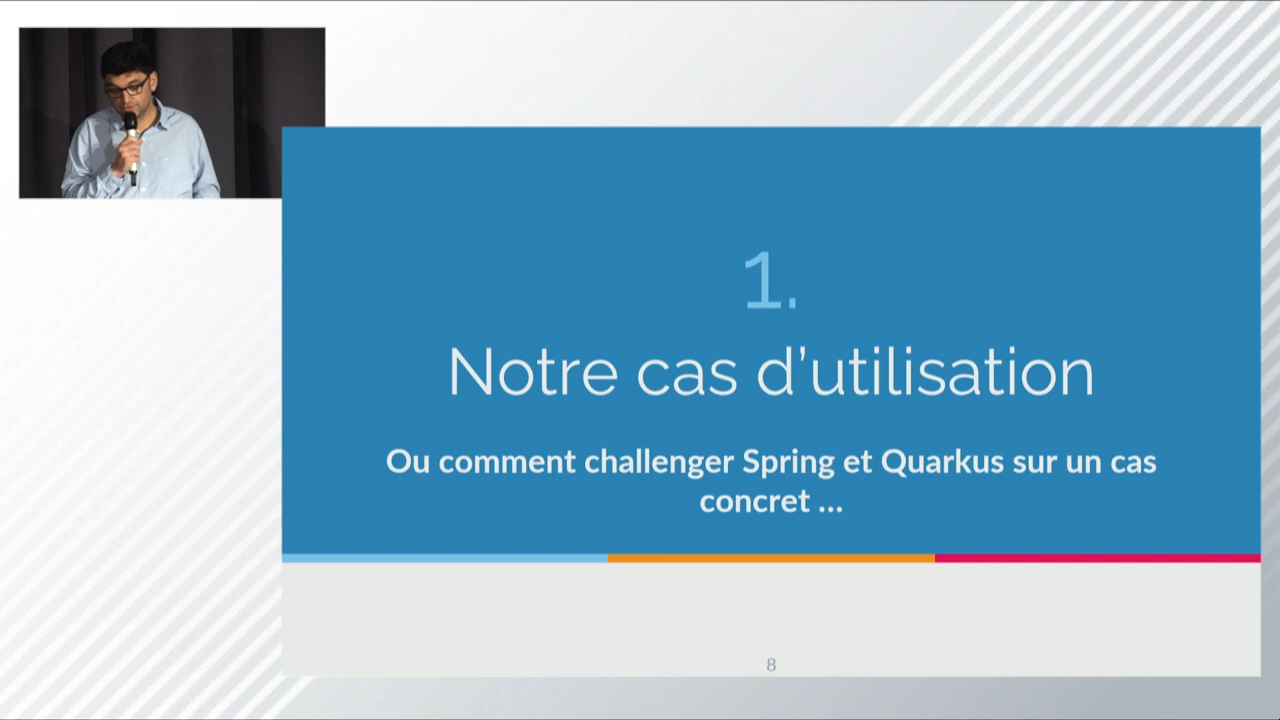 1.
Notre cas d’utilisation
Ou comment challenger Spring et Quarkus sur un cas
concret ...
8